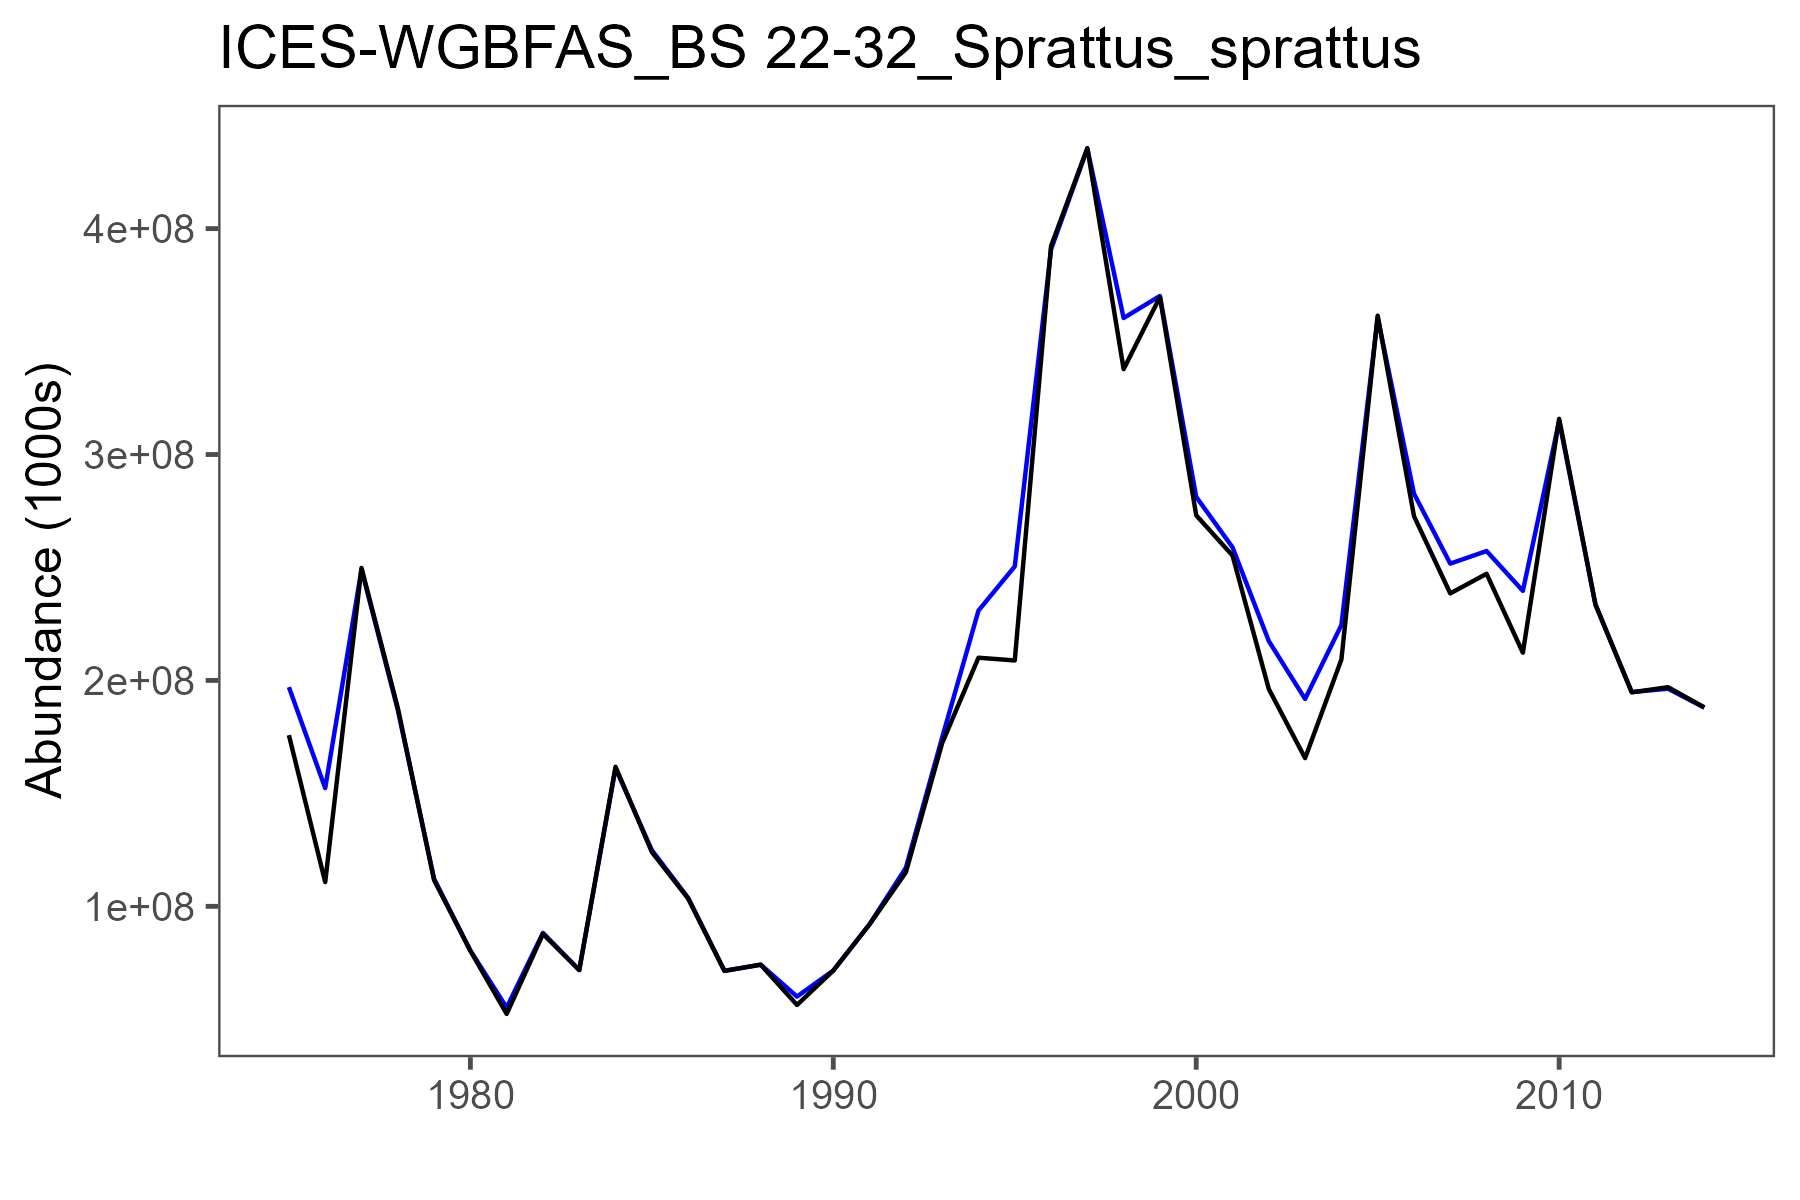 ICES-WGBFAS_BS 22-32_Sprattus_sprattus
Abundance (1000s)
4e+08
3e+08
2e+08
1e+08
1980 1990 2000 2010